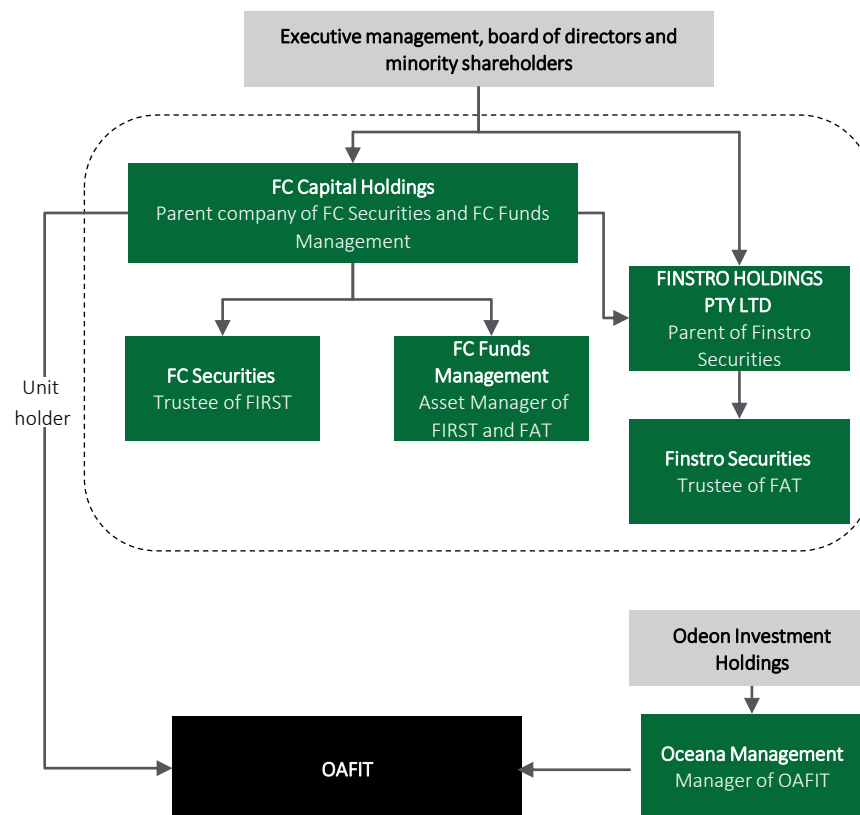 Executive management, board of directors and
minority shareholders
FC Capital Holdings
Parent company of FC Securities and FC Funds
Management
FINSTRO HOLDINGS
PTY LTD
Parent of Finstro
Securities
FC Securities
Trustee of FIRST
FC Funds
Management
Asset Manager of
FIRST and FAT
Unit
holder
Finstro Securities
Trustee of FAT
Odeon Investment
Holdings
OAFIT
Oceana Management
Manager of OAFIT